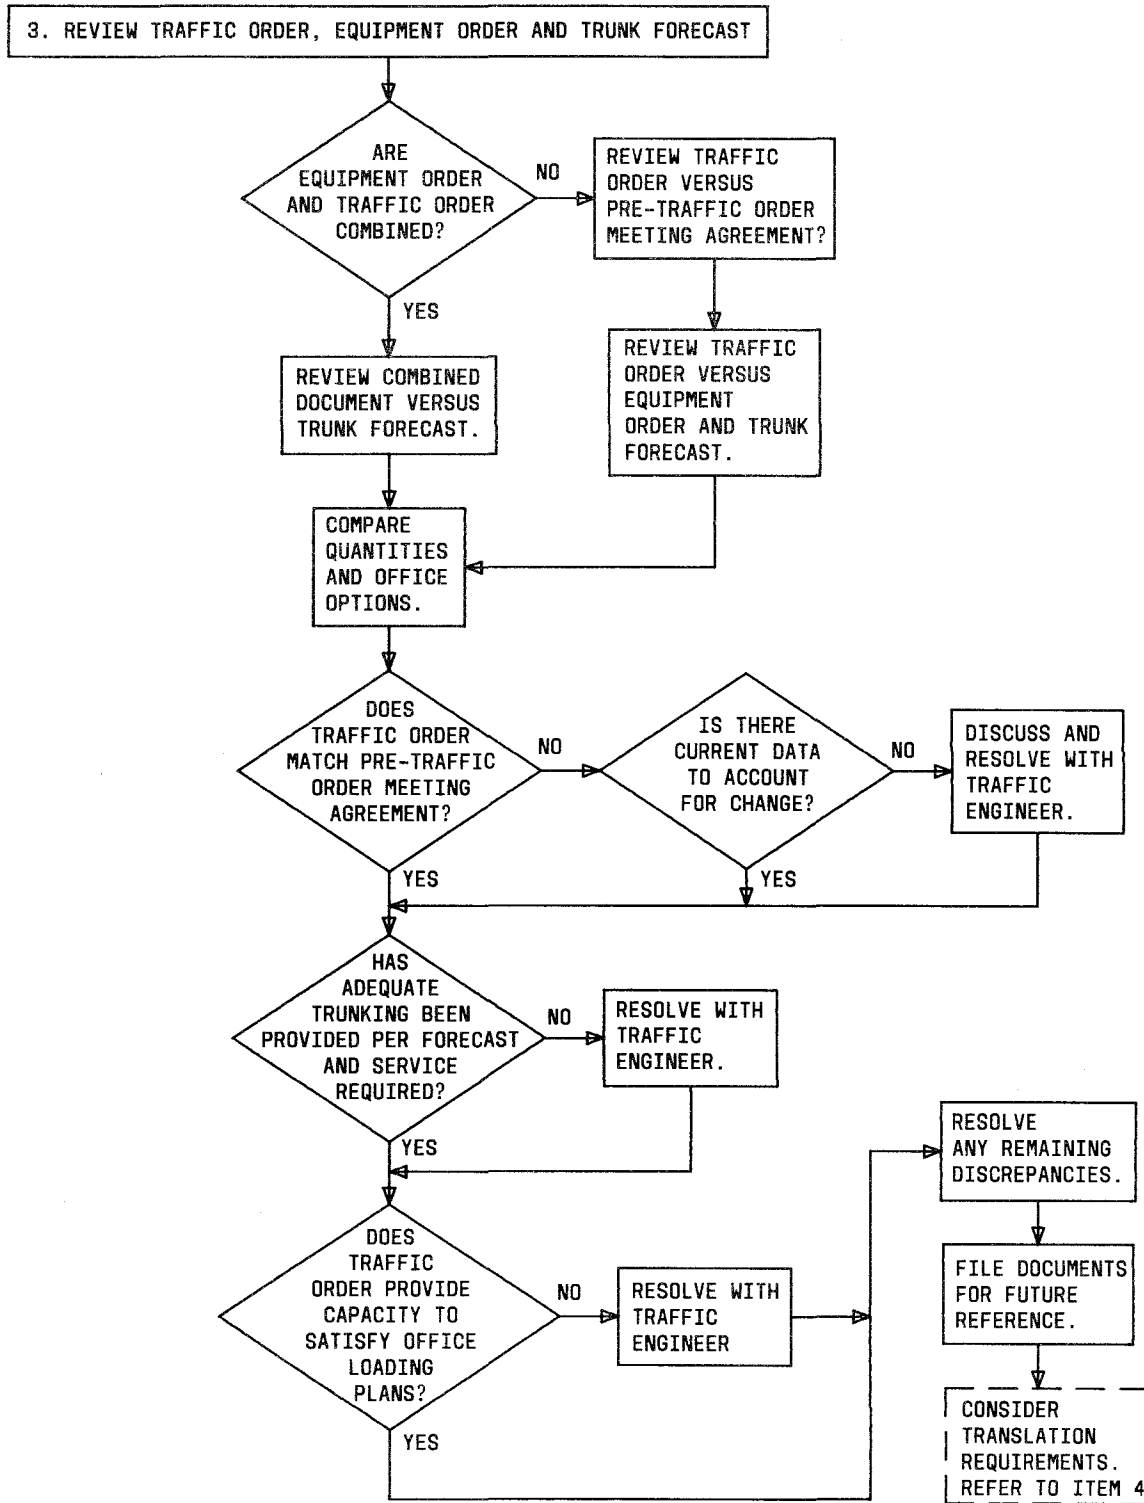 3. REVIEW TRAFFIC ORDER, EQUIPMENT ORDER AND TRUNK FORECAST
ARE
EQUIPMENT ORDER
AND TRAFFIC ORDER
COMBINED?
NO
REVIEW TRAFFIC
ORDER VERSUS
PRE-TRAFFIC ORDER
MEETING AGREEMENT?
YES
REVIEW COMBINED
DOCUMENT VERSUS
TRUNK FORECAST.
REVIEW TRAFFIC
ORDER VERSUS
EQUIPMENT
ORDER AND TRUNK
FORECAST.
COMPARE
QUANTITIES
AND OFFICE
OPTIONS.
DOES
TRAFFIC ORDER
MATCH PRE-TRAFFIC
ORDER MEETING
AGREEMENT?
NO
IS THERE
CURRENT DATA
TO ACCOUNT
FOR CHANGE?
NO
DISCUSS AND
RESOLVE WITH
TRAFFIC
ENGINEER.
YES
YES
HAS
ADEQUATE
TRUNKING BEEN
PROVIDED PER FORECAST
AND SERVICE
REQUIRED?
NO
RESOLVE WITH
TRAFFIC
ENGINEER.
YES
DOES
TRAFFIC
ORDER PROVIDE
CAPACITY TO
SATISFY OFFICE
LOADING
PLANS?
NO
RESOLVE WITH
TRAFFIC
ENGINEER
YES
RESOLVE
ANY REMAINING
DISCREPANCIES.
FILE DOCUMENTS
FOR FUTURE
REFERENCE.
CONSIDER
TRANSLATION
REQUIREMENTS.
REFER TO ITEM 4